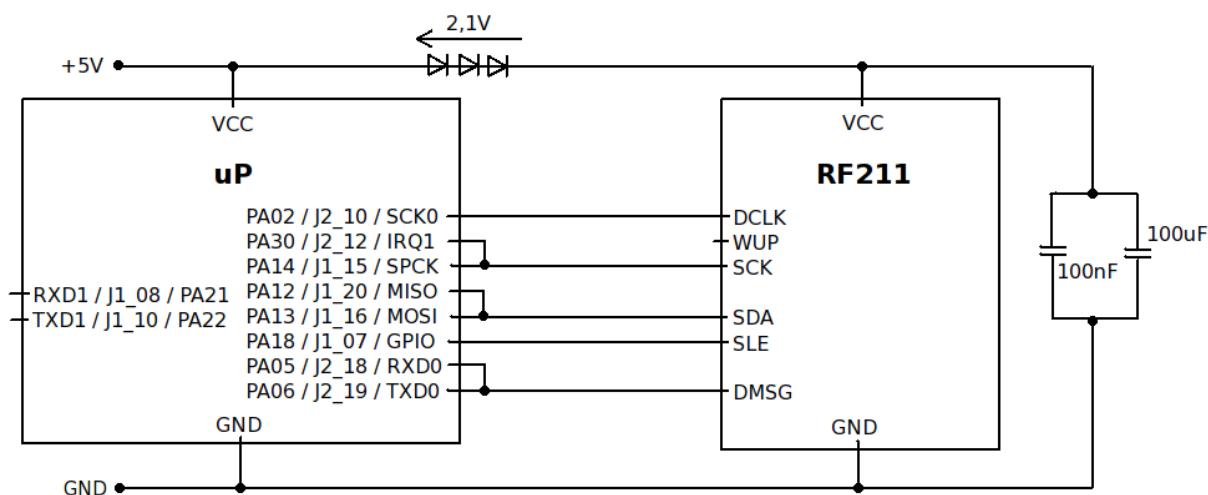 2,1V
+5V
VCC
VCC
uP
RF211
PA02 / J2_10 / SCK0
DCLK
PA30 / J2_12 / IRQ1
WUP
100uF
PA14 / J1_15 / SPCK
SCK
100nF
RXD1 / J1_08 / PA21
PA12 / J1_20 / MISO
TXD1 / J1_10 / PA22
PA13 / J1_16 / MOSI
SDA
PA18 / J1_07 / GPIO
SLE
PA05 / J2_18 / RXD0
PA06 / J2_19 / TXD0
DMSG
GND
GND
GND